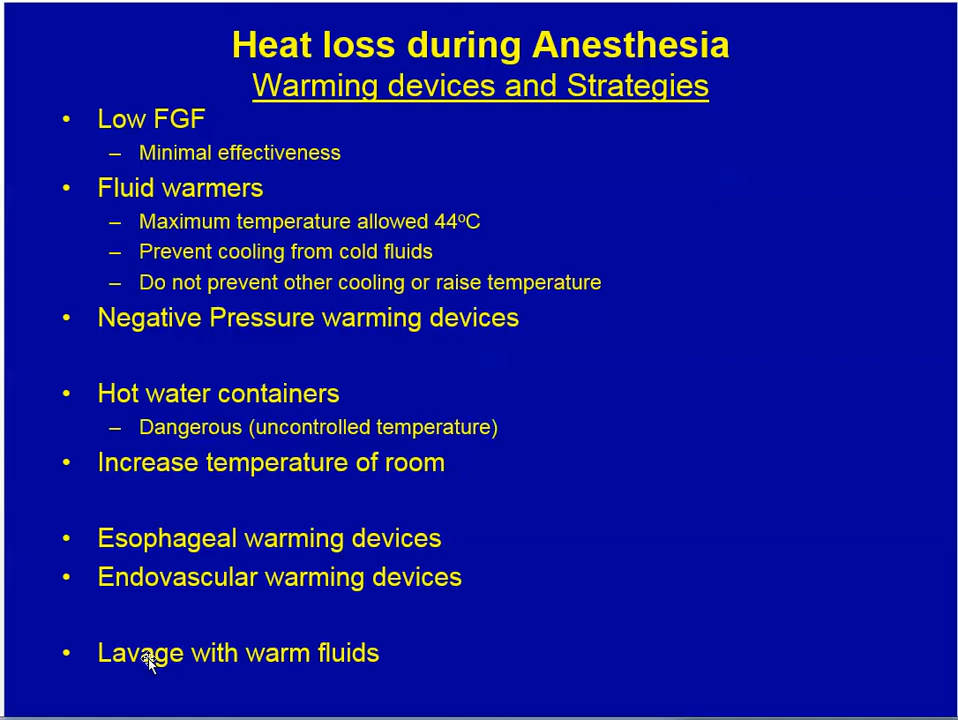 Heat loss during Anesthesia
Warming devices and Strategies
• Low FGF
– Minimal effectiveness
• Fluid warmers
– Maximum temperature allowed 44ºC
– Prevent cooling from cold fluids
– Do not prevent other cooling or raise temperature
• Negative Pressure warming devices
• Hot water containers
– Dangerous (uncontrolled temperature)
• Increase temperature of room
• Esophageal warming devices
• Endovascular warming devices
• Lavage with warm fluids